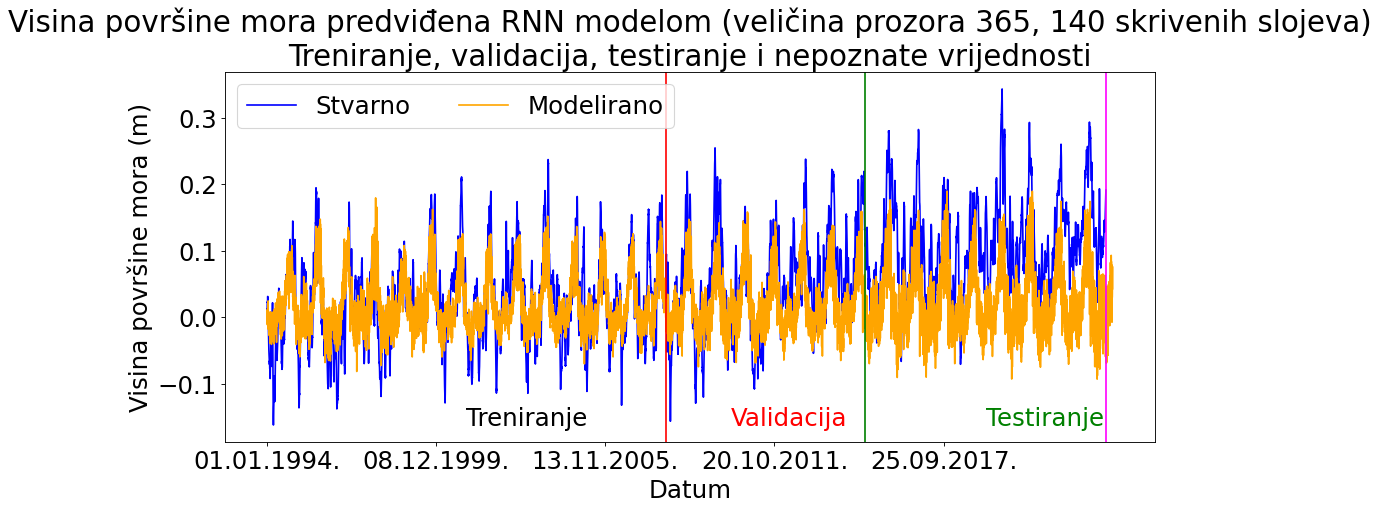 Visina površine mora predviđena RNN modelom (veličina prozora 365, 140 skrivenih slojeva)
Treniranje, validacija, testiranje i nepoznate vrijednosti
Stvarno Modelirano
Visina površine mora (m)
0.3
0.2
0.1
0.0
−0.1
Treniranje Validacija Testiranje
01.01.1994. 08.12.1999. 13.11.2005. 20.10.2011. 25.09.2017.
Datum